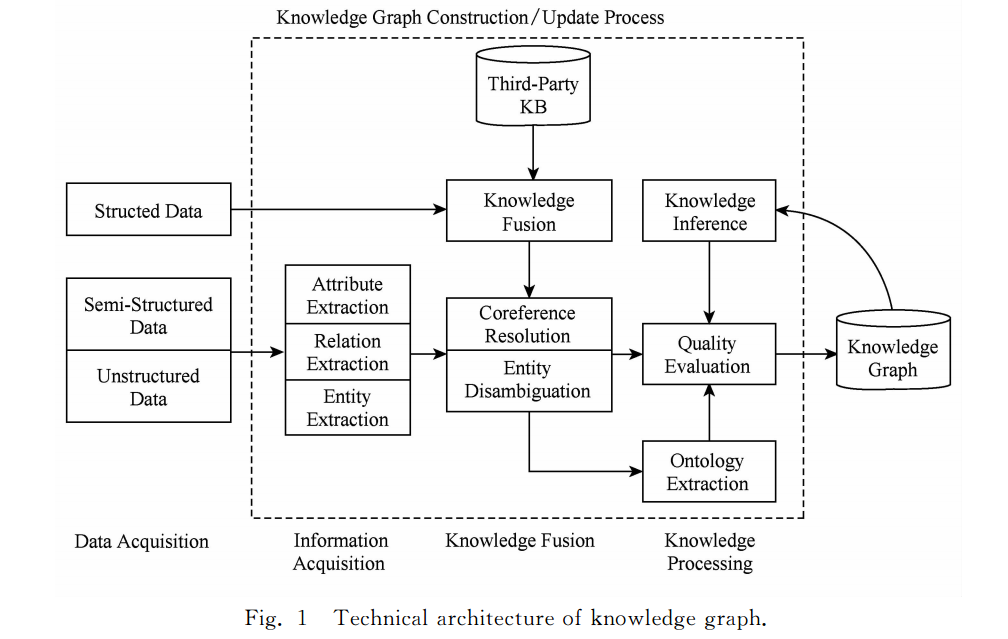 Knowledge Graph Construction/Update Process
Third-Party
KB
Structed Data
Knowledge
Fusion
Knowledge
Inference
Semi-Structured
Data
Unstructured
Data
Attribute
Extraction
Relation
Extraction
Entity
Extraction
Coreference
Resolution
Entity
Disambiguation
Quality
Evaluation
Knowledge
Graph
Ontology
Extraction
Data Acquisition
Information
Acquisition
Knowledge Fusion
Knowledge
Processing
Fig. 1 Technical architecture of knowledge graph.